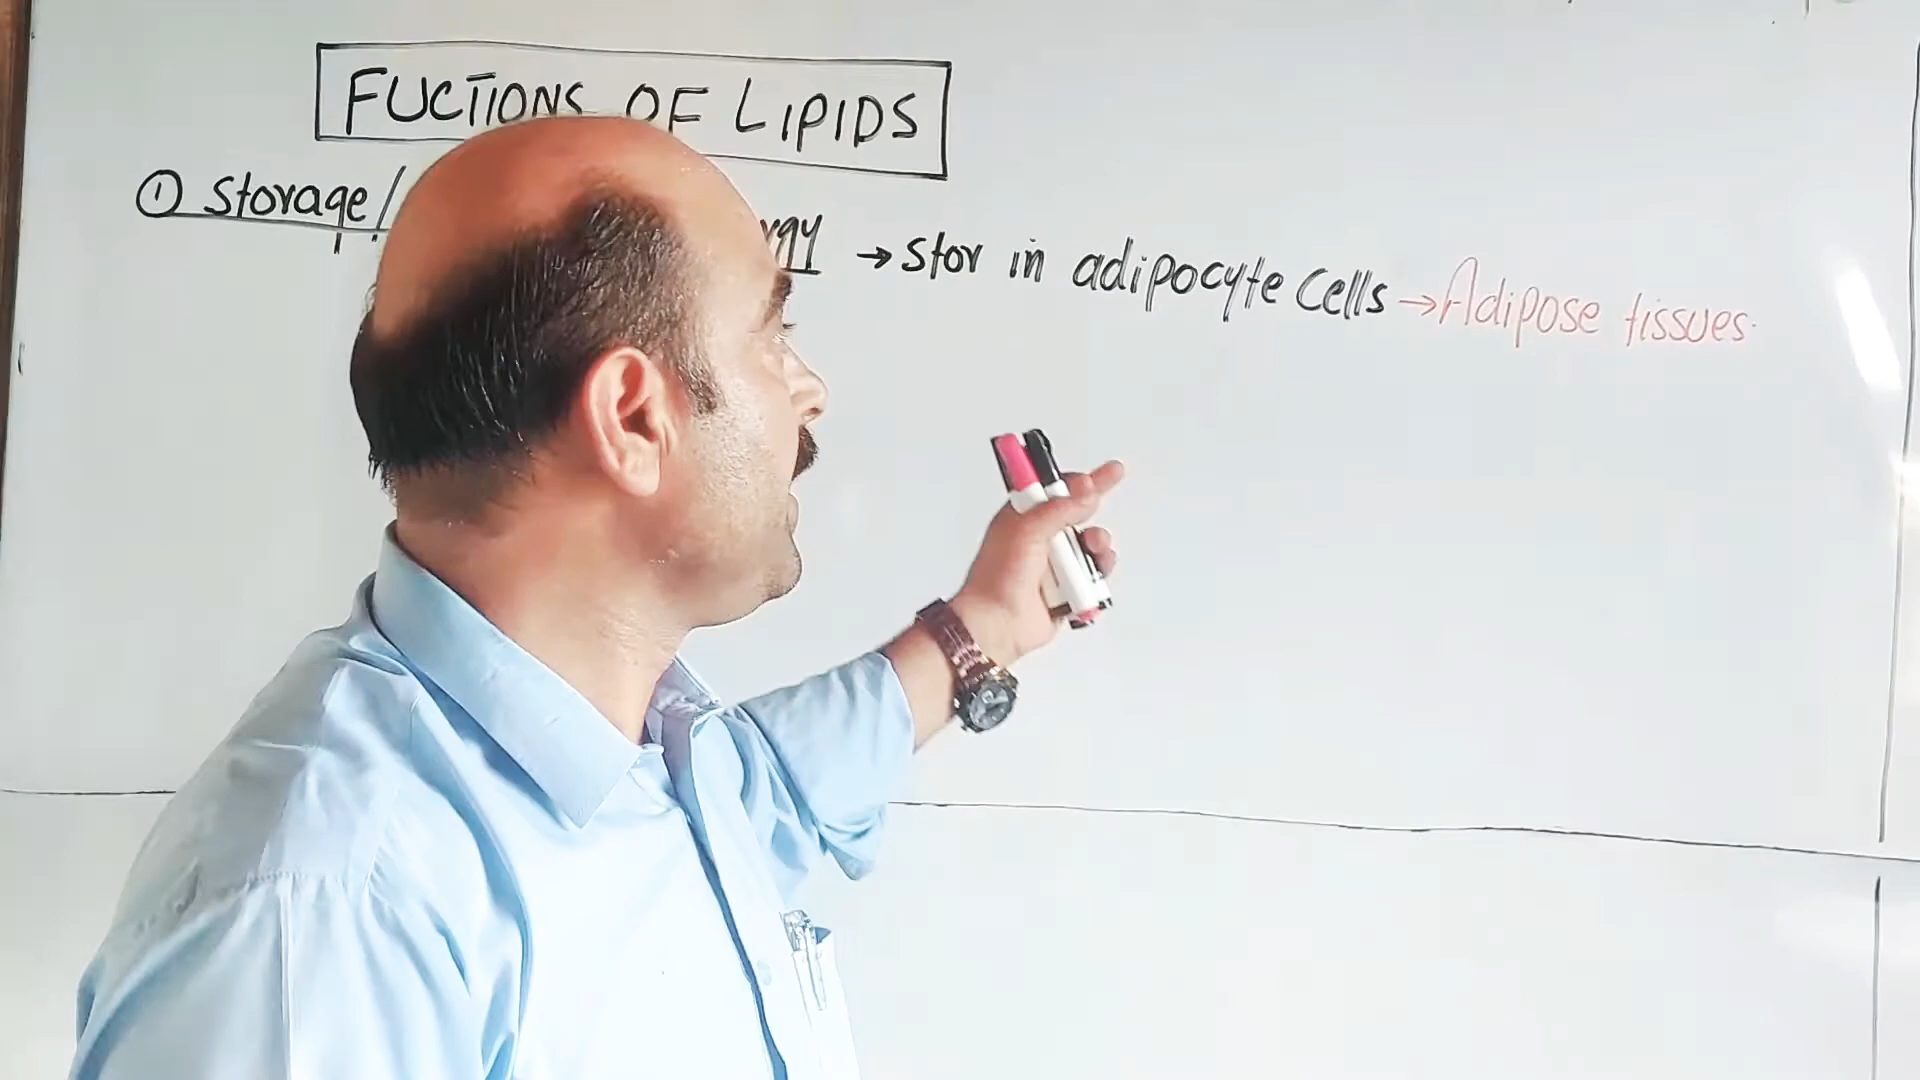 FUCTIONS OF LIPIDS
① Storage/ → Stor in adipocyte Cells → Adipose tissues.